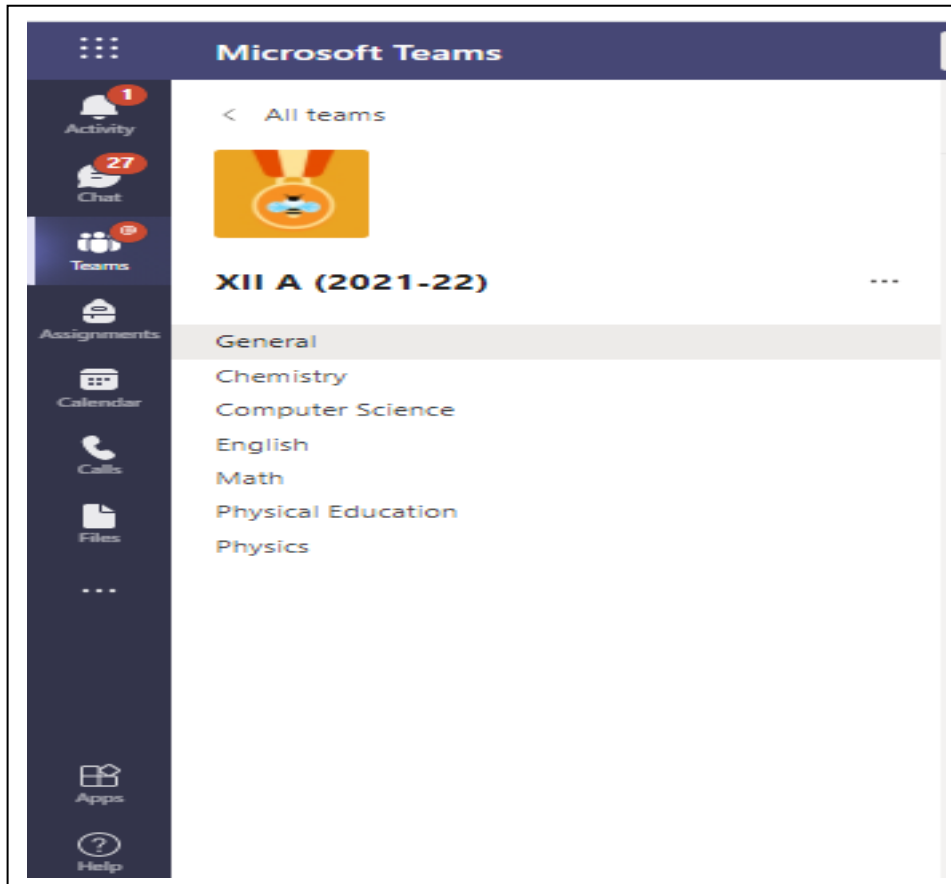 Microsoft Teams
1
Activity
27
Chat
Teams
Assignments
Calendar
Calls
Files
...
Apps
Help
< All teams
XII A (2021-22) ...
General
Chemistry
Computer Science
English
Math
Physical Education
Physics